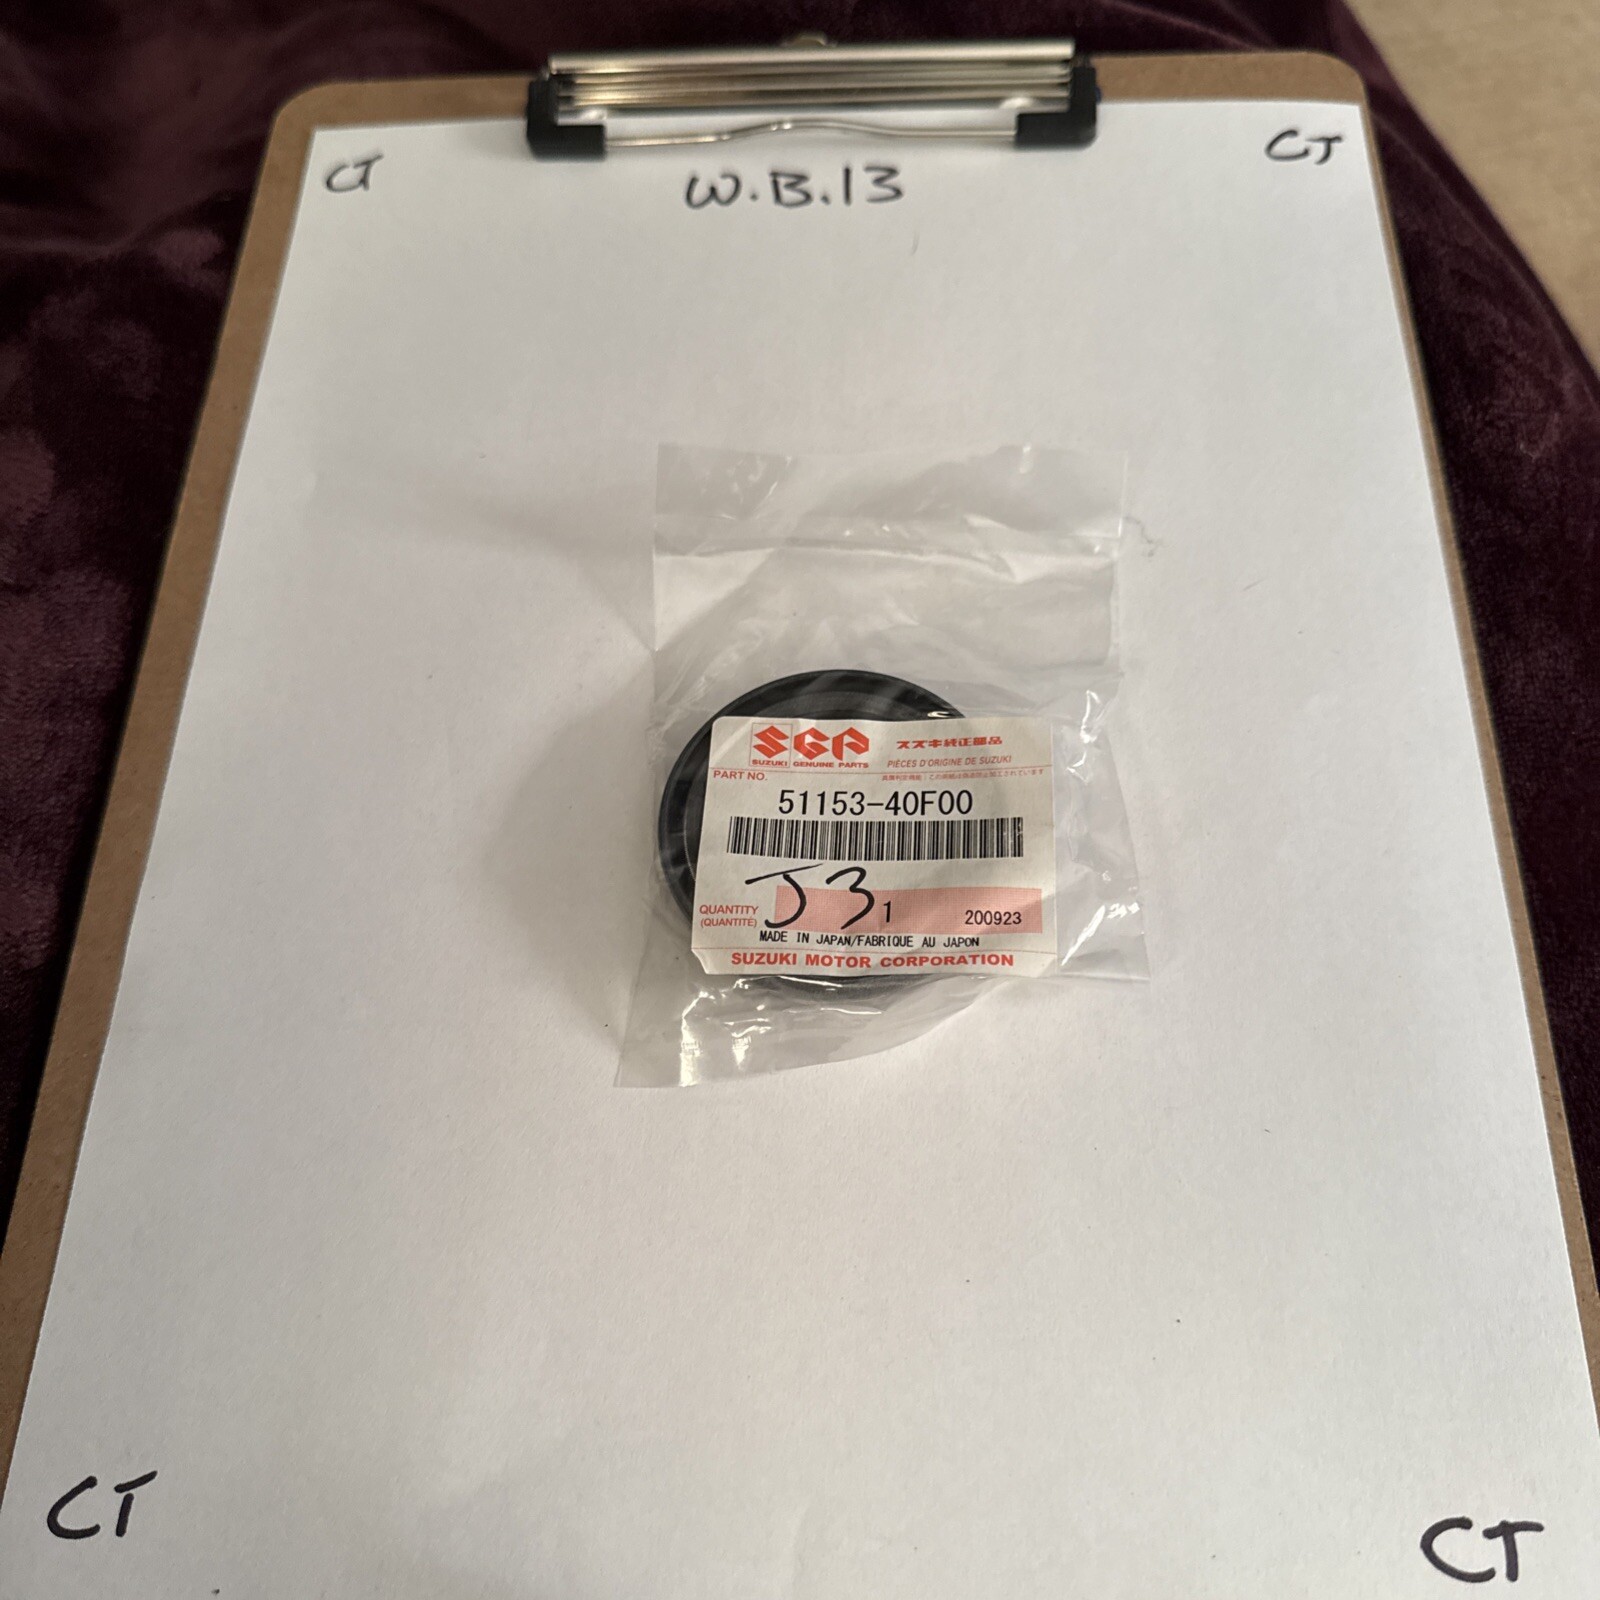 CT
W.B.13
CT
SGP
SUZUKI GENUINE PARTS
スズキ純正部品
PIÈCES D'ORIGINE DE SUZUKI
PART NO.
51153-40F00
J3
QUANTITY
(QUANTITÉ)
1
200923
MADE IN JAPAN/FABRIQUE AU JAPON
SUZUKI MOTOR CORPORATION
CT
CT